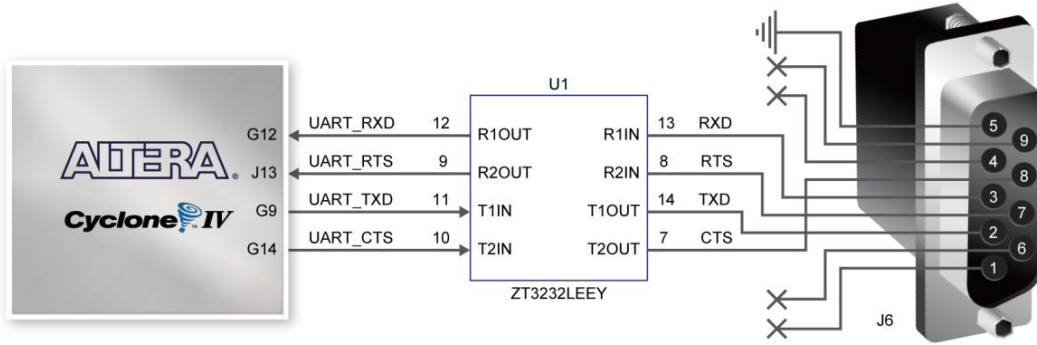 U1
ALTERA.
Cyclone IV
G12 UART_RXD 12 R1OUT R1IN 13 RXD
J13 UART_RTS 9 R2OUT R2IN 8 RTS
G9 UART_TXD 11 T1IN T1OUT 14 TXD
G14 UART_CTS 10 T2IN T2OUT 7 CTS
ZT3232LEEY
5
9
4
8
3
7
2
6
1
J6